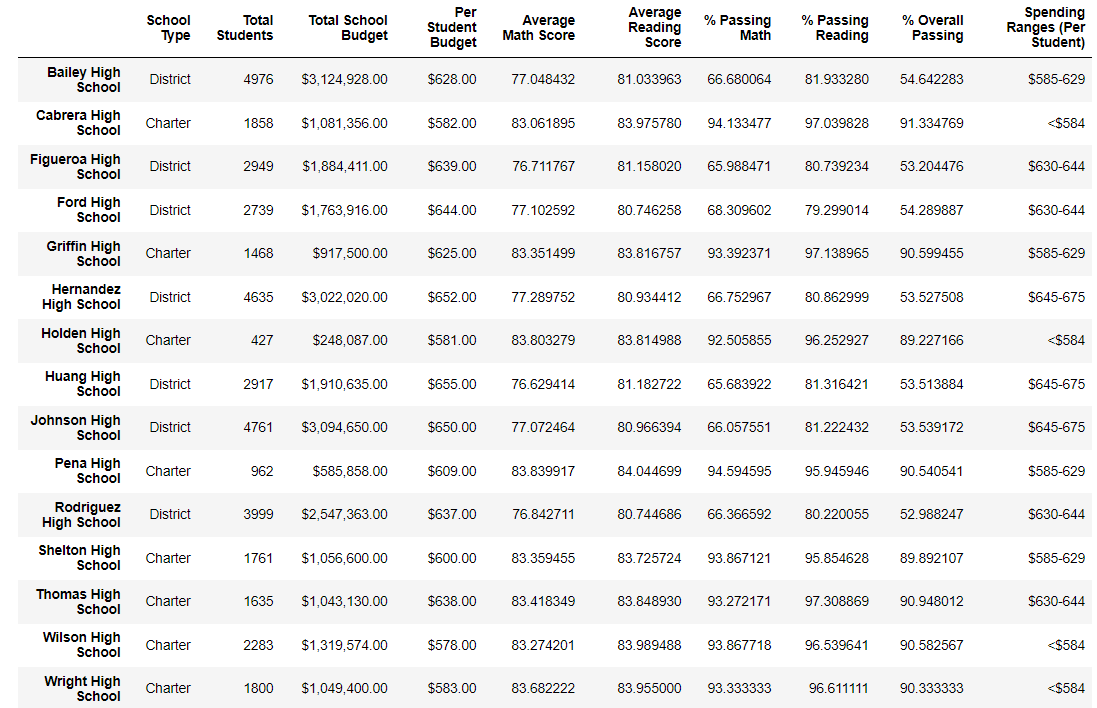 School Type Total Students Total School Budget Per Student Budget Average Math Score Average Reading Score % Passing Math % Passing Reading % Overall Passing Spending Ranges (Per Student)
Bailey High School District 4976 $3,124,928.00 $628.00 77.048432 81.033963 66.680064 81.933280 54.642283 $585-629
Cabrera High School Charter 1858 $1,081,356.00 $582.00 83.061895 83.975780 94.133477 97.039828 91.334769 <$584
Figueroa High School District 2949 $1,884,411.00 $639.00 76.711767 81.158020 65.988471 80.739234 53.204476 $630-644
Ford High School District 2739 $1,763,916.00 $644.00 77.102592 80.746258 68.309602 79.299014 54.289887 $630-644
Griffin High School Charter 1468 $917,500.00 $625.00 83.351499 83.816757 93.392371 97.138965 90.599455 $585-629
Hernandez High School District 4635 $3,022,020.00 $652.00 77.289752 80.934412 66.752967 80.862999 53.527508 $645-675
Holden High School Charter 427 $248,087.00 $581.00 83.803279 83.814988 92.505855 96.252927 89.227166 <$584
Huang High School District 2917 $1,910,635.00 $655.00 76.629414 81.182722 65.683922 81.316421 53.513884 $645-675
Johnson High School District 4761 $3,094,650.00 $650.00 77.072464 80.966394 66.057551 81.222432 53.539172 $645-675
Pena High School Charter 962 $585,858.00 $609.00 83.839917 84.044699 94.594595 95.945946 90.540541 $585-629
Rodriguez High School District 3999 $2,547,363.00 $637.00 76.842711 80.744686 66.366592 80.220055 52.988247 $630-644
Shelton High School Charter 1761 $1,056,600.00 $600.00 83.359455 83.725724 93.867121 95.854628 89.892107 $585-629
Thomas High School Charter 1635 $1,043,130.00 $638.00 83.418349 83.848930 93.272171 97.308869 90.948012 $630-644
Wilson High School Charter 2283 $1,319,574.00 $578.00 83.274201 83.989488 93.867718 96.539641 90.582567 <$584
Wright High School Charter 1800 $1,049,400.00 $583.00 83.682222 83.955000 93.333333 96.611111 90.333333 <$584